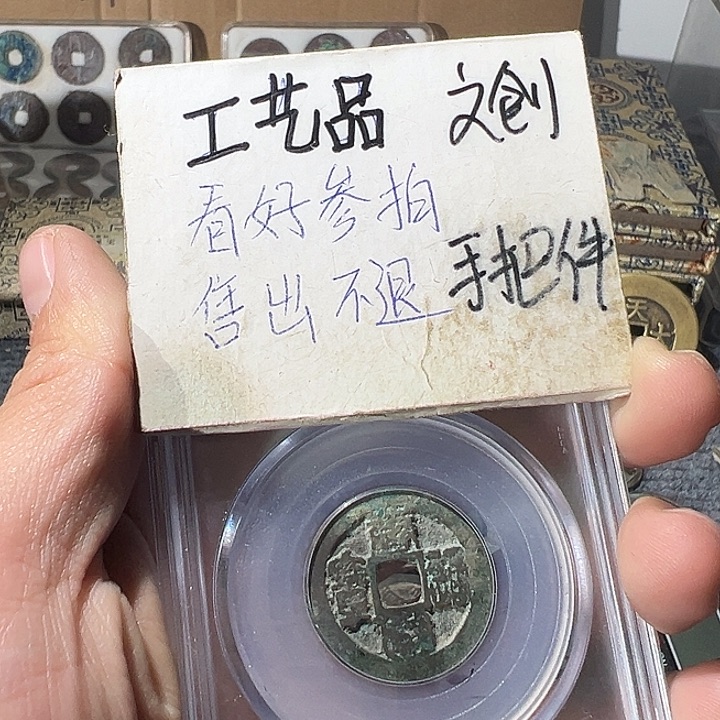 工艺品 文创
看好参拍
售出不退
手把件